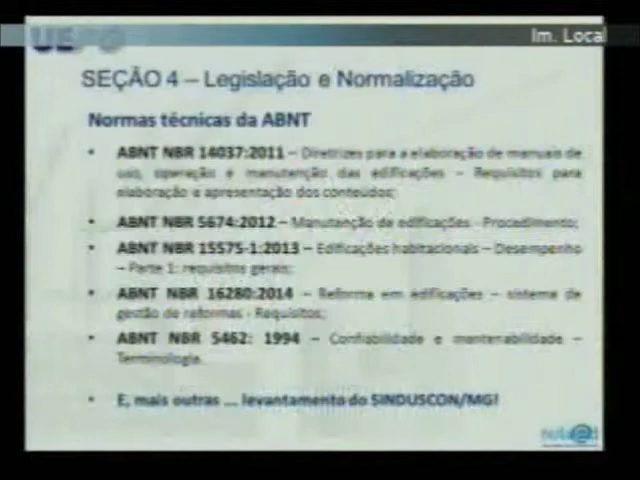 Im. Local
SEÇÃO 4 – Legislação e Normalização
Normas técnicas da ABNT
• ABNT NBR 14037:2011 – Diretrizes para a elaboração de manuais de
uso, operação e manutenção das edificações – Requisitos para
elaboração e apresentação dos conteúdos;
• ABNT NBR 5674:2012 – Manutenção de edificações - Procedimento;
• ABNT NBR 15575-1:2013 – Edificações habitacionais – Desempenho
– Parte 1: requisitos gerais;
• ABNT NBR 16280:2014 – Reforma em edificações – sistema de
gestão de reformas - Requisitos;
• ABNT NBR 5462: 1994 – Confiabilidade e mantenabilidade –
Terminologia.
• E, mais outras ... levantamento do SINDUSCON/MG!